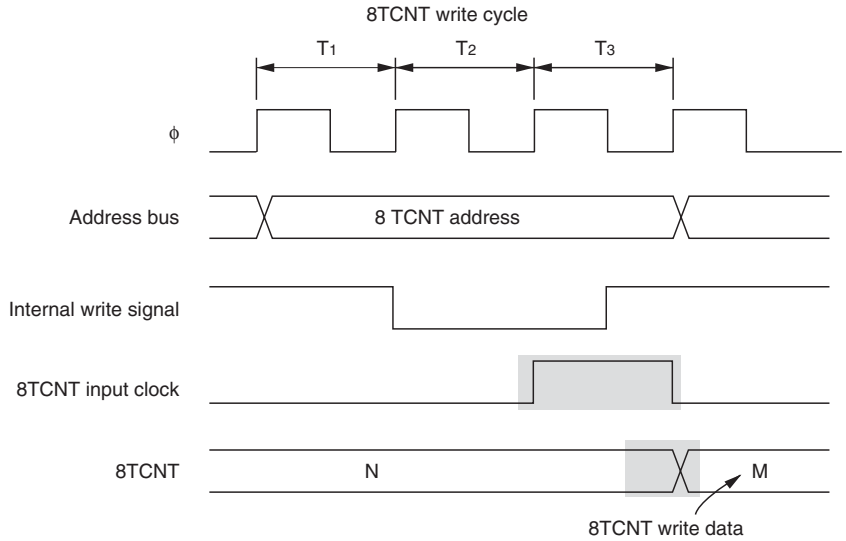 8TCNT write cycle
T1 T2 T3
φ
Address bus 8 TCNT address
Internal write signal
8TCNT input clock
8TCNT N M
8TCNT write data